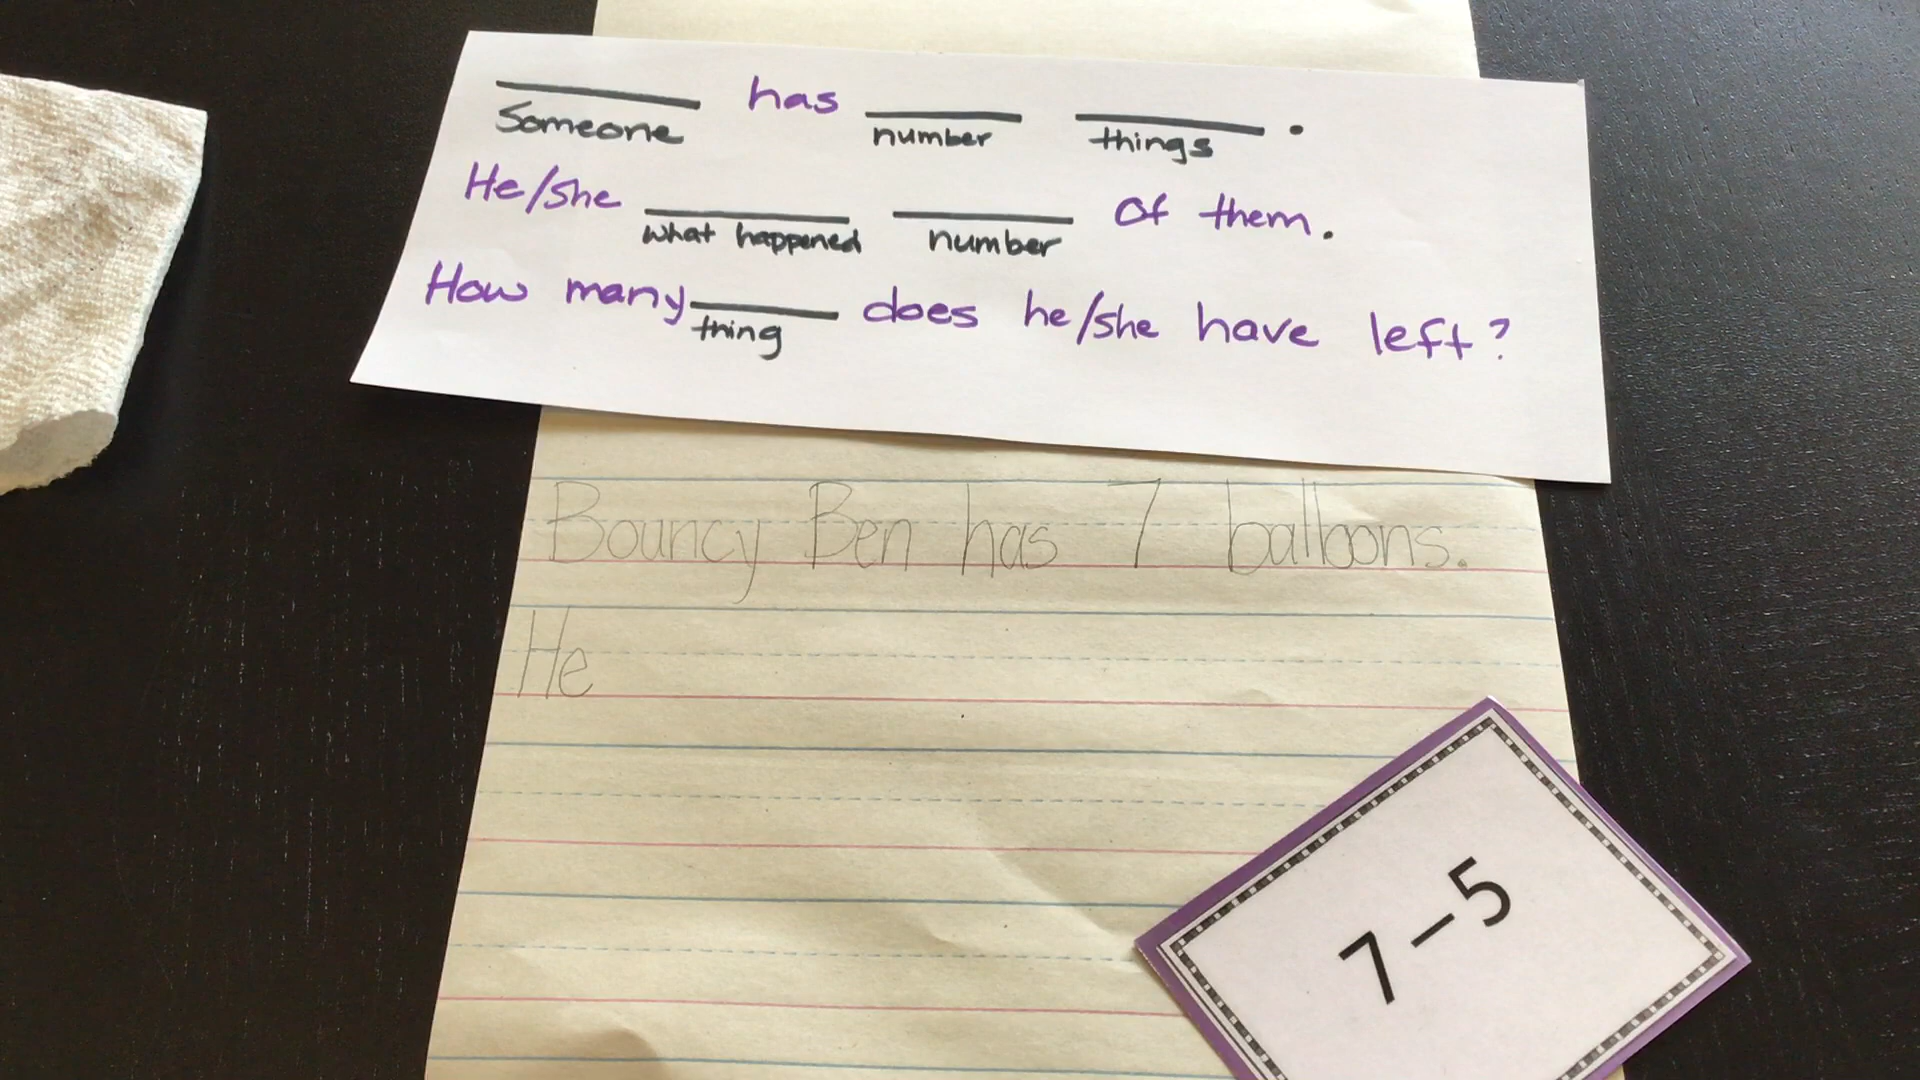 has
Someone number things .
He/she of them.
what happened number
How many does he/she have left?
thing
Bouncy Ben has 7 balloons.
He
7-5